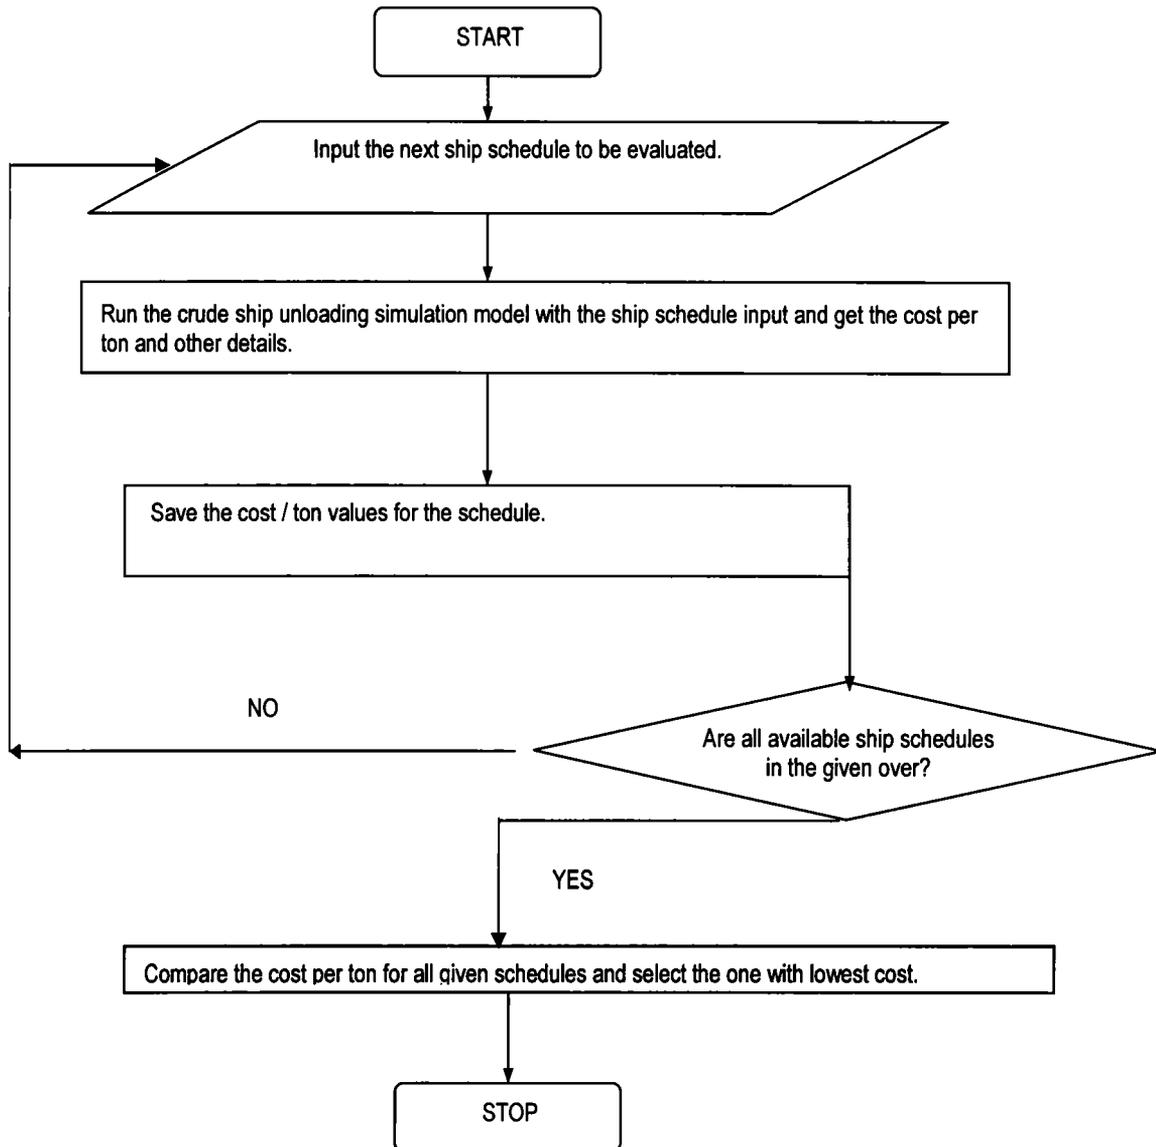 START
Input the next ship schedule to be evaluated.
Run the crude ship unloading simulation model with the ship schedule input and get the cost per
ton and other details.
Save the cost / ton values for the schedule.
NO
Are all available ship schedules
in the given over?
YES
Compare the cost per ton for all given schedules and select the one with lowest cost.
STOP